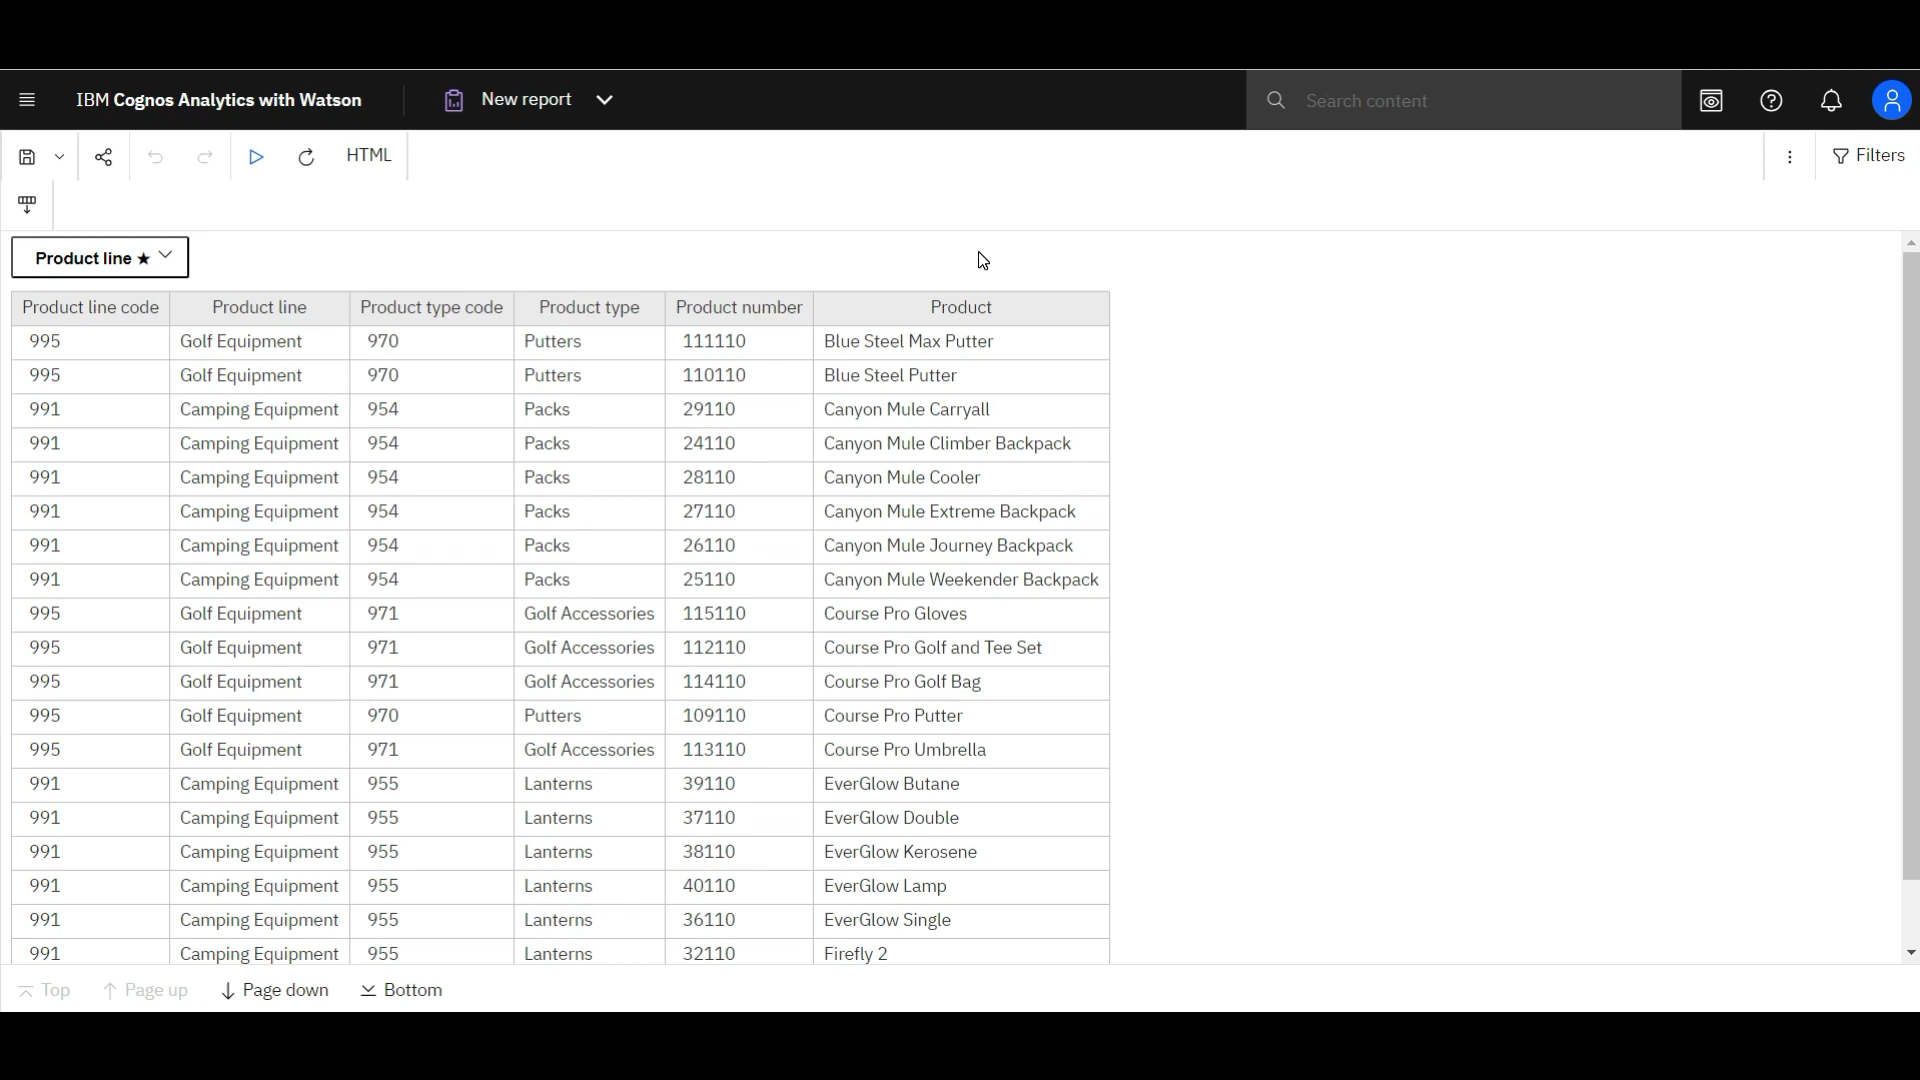 IBM Cognos Analytics with Watson New report Search content
HTML Filters
Product line ★
Product line code Product line Product type code Product type Product number Product
995 Golf Equipment 970 Putters 111110 Blue Steel Max Putter
995 Golf Equipment 970 Putters 110110 Blue Steel Putter
991 Camping Equipment 954 Packs 29110 Canyon Mule Carryall
991 Camping Equipment 954 Packs 24110 Canyon Mule Climber Backpack
991 Camping Equipment 954 Packs 28110 Canyon Mule Cooler
991 Camping Equipment 954 Packs 27110 Canyon Mule Extreme Backpack
991 Camping Equipment 954 Packs 26110 Canyon Mule Journey Backpack
991 Camping Equipment 954 Packs 25110 Canyon Mule Weekender Backpack
995 Golf Equipment 971 Golf Accessories 115110 Course Pro Gloves
995 Golf Equipment 971 Golf Accessories 112110 Course Pro Golf and Tee Set
995 Golf Equipment 971 Golf Accessories 114110 Course Pro Golf Bag
995 Golf Equipment 970 Putters 109110 Course Pro Putter
995 Golf Equipment 971 Golf Accessories 113110 Course Pro Umbrella
991 Camping Equipment 955 Lanterns 39110 EverGlow Butane
991 Camping Equipment 955 Lanterns 37110 EverGlow Double
991 Camping Equipment 955 Lanterns 38110 EverGlow Kerosene
991 Camping Equipment 955 Lanterns 40110 EverGlow Lamp
991 Camping Equipment 955 Lanterns 36110 EverGlow Single
991 Camping Equipment 955 Lanterns 32110 Firefly 2
Top Page up Page down Bottom